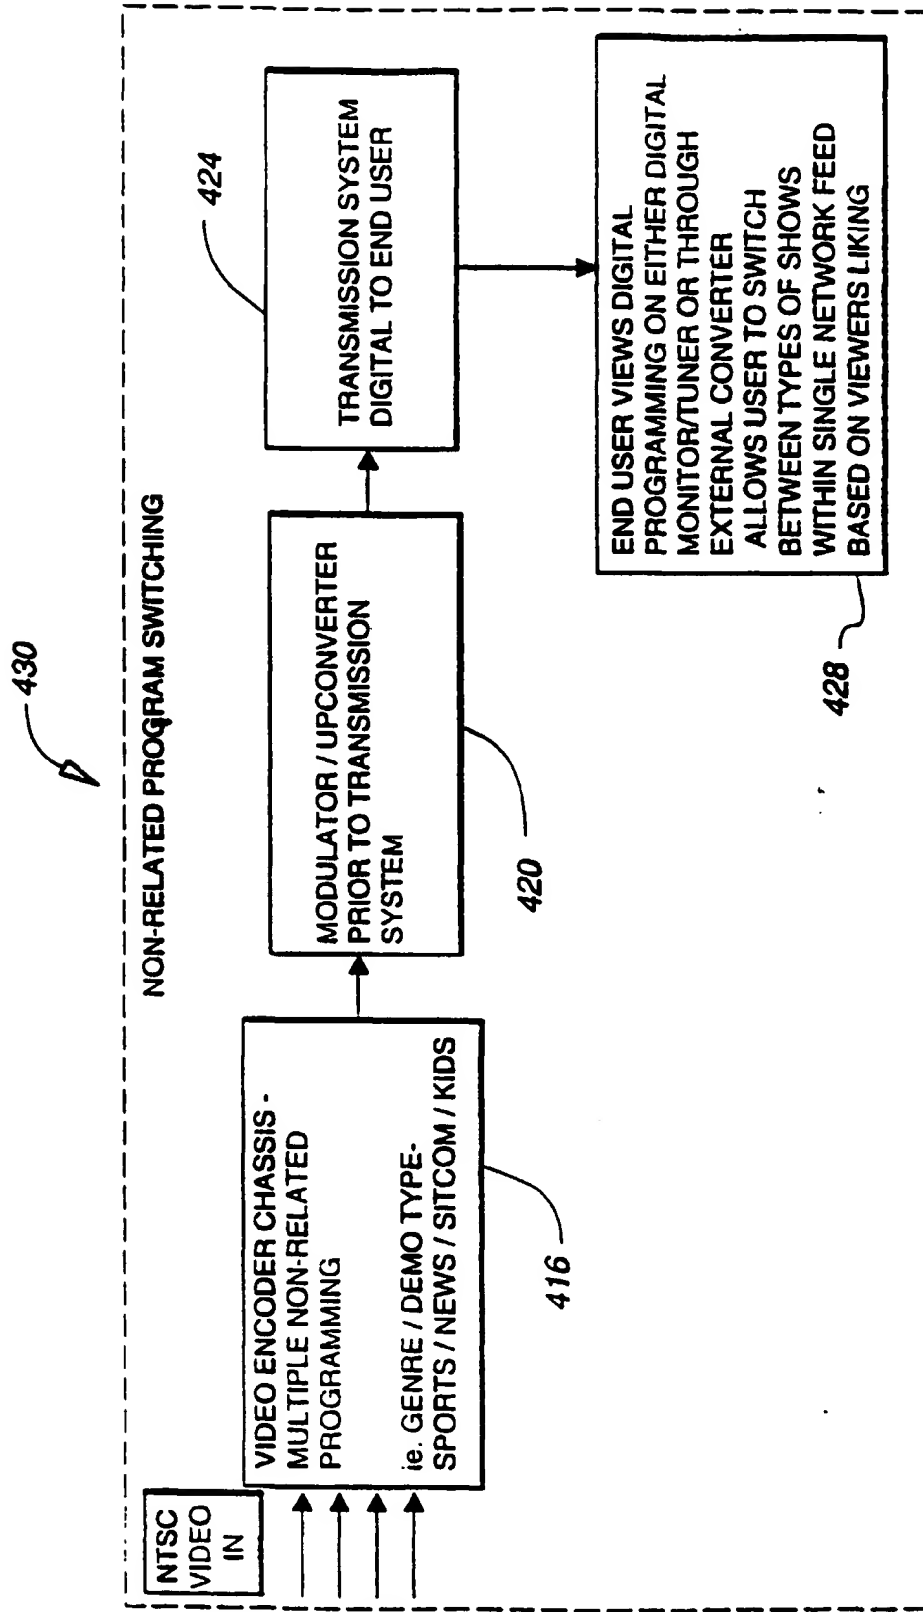 430
NON-RELATED PROGRAM SWITCHING
NTSC
VIDEO
IN
VIDEO ENCODER CHASSIS -
MULTIPLE NON-RELATED
PROGRAMMING
ie. GENRE / DEMO TYPE-
SPORTS / NEWS / SITCOM / KIDS
416
MODULATOR / UPCONVERTER
PRIOR TO TRANSMISSION
SYSTEM
420
TRANSMISSION SYSTEM
DIGITAL TO END USER
424
END USER VIEWS DIGITAL
PROGRAMMING ON EITHER DIGITAL
MONITOR/TUNER OR THROUGH
EXTERNAL CONVERTER
ALLOWS USER TO SWITCH
BETWEEN TYPES OF SHOWS
WITHIN SINGLE NETWORK FEED
BASED ON VIEWERS LIKING
428